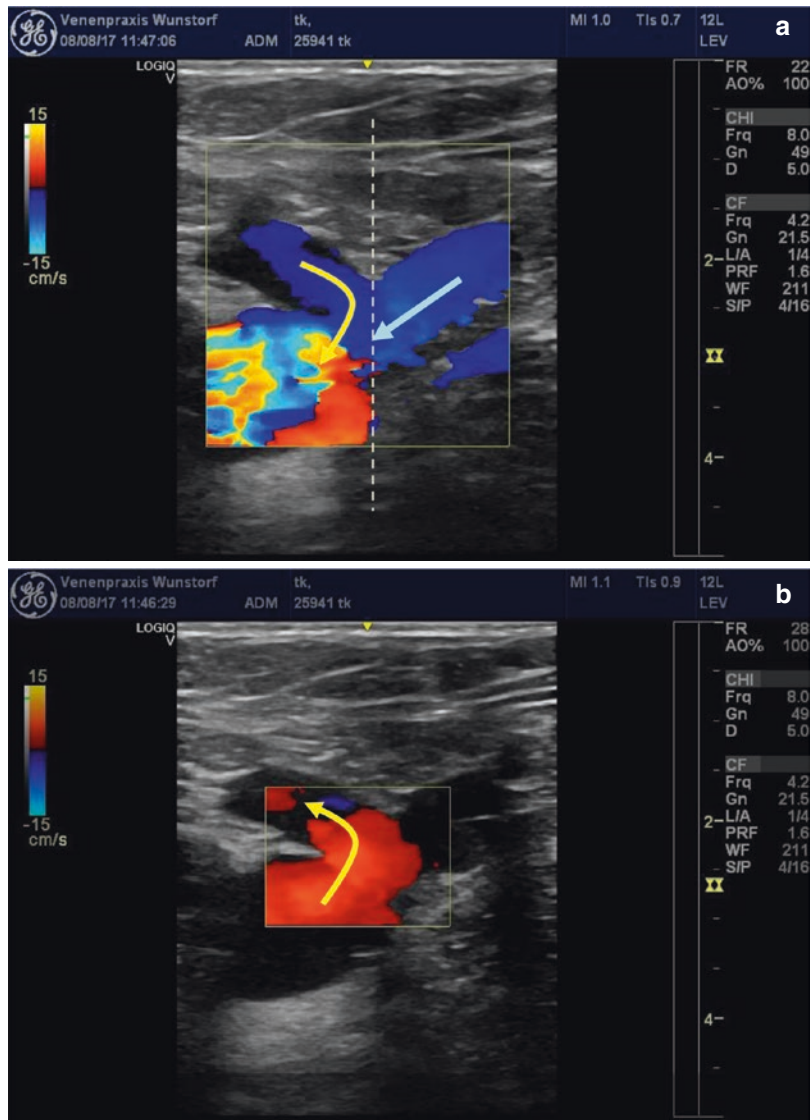 Venenpraxis Wunstorf tk, MI 1.0 TIs 0.7 12L a
08/08/17 11:47:06 ADM 25941 tk LEV
LOGIQ
V
FR 22
AO% 100
15
CHI
Frq 8.0
Gn 49
D 5.0
CF
Frq 4.2
Gn 21.5
-15
cm/s
2
L/A 1/4
PRF 1.6
WF 211
S/P 4/16
4
Venenpraxis Wunstorf tk, MI 1.1 TIs 0.9 12L b
08/08/17 11:46:29 ADM 25941 tk LEV
LOGIQ
V
FR 28
AO% 100
15
CHI
Frq 8.0
Gn 49
D 5.0
CF
Frq 4.2
Gn 21.5
-15
cm/s
2
L/A 1/4
PRF 1.6
WF 211
S/P 4/16
4